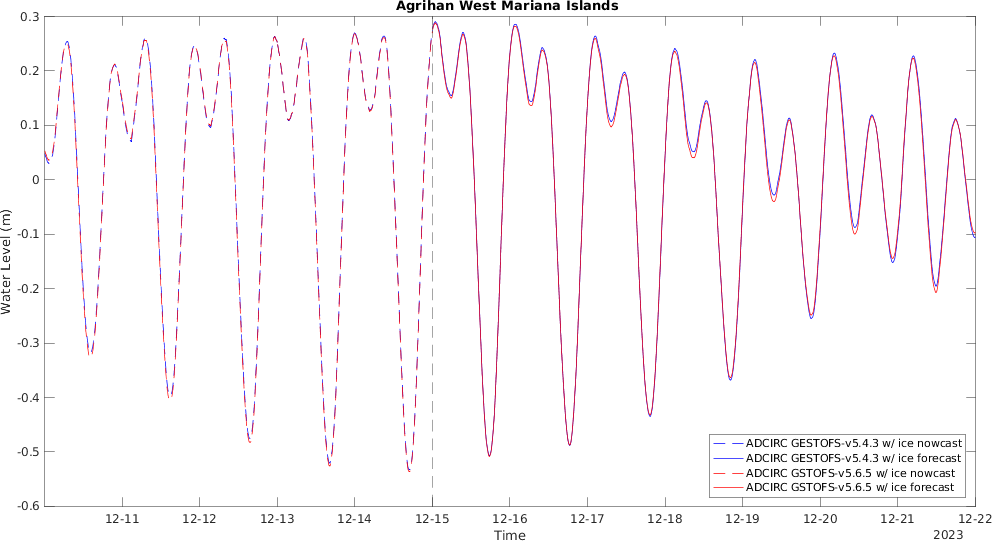 Agrihan West Mariana Islands
0.3
0.2
0.1
0
-0.1
-0.2
-0.3
-0.4
-0.5
-0.6
Water Level (m)
ADCIRC GESTOFS-v5.4.3 w/ ice nowcast
ADCIRC GESTOFS-v5.4.3 w/ ice forecast
ADCIRC GSTOFS-v5.6.5 w/ ice nowcast
ADCIRC GSTOFS-v5.6.5 w/ ice forecast
12-11 12-12 12-13 12-14 12-15 12-16 12-17 12-18 12-19 12-20 12-21 12-22
Time
2023